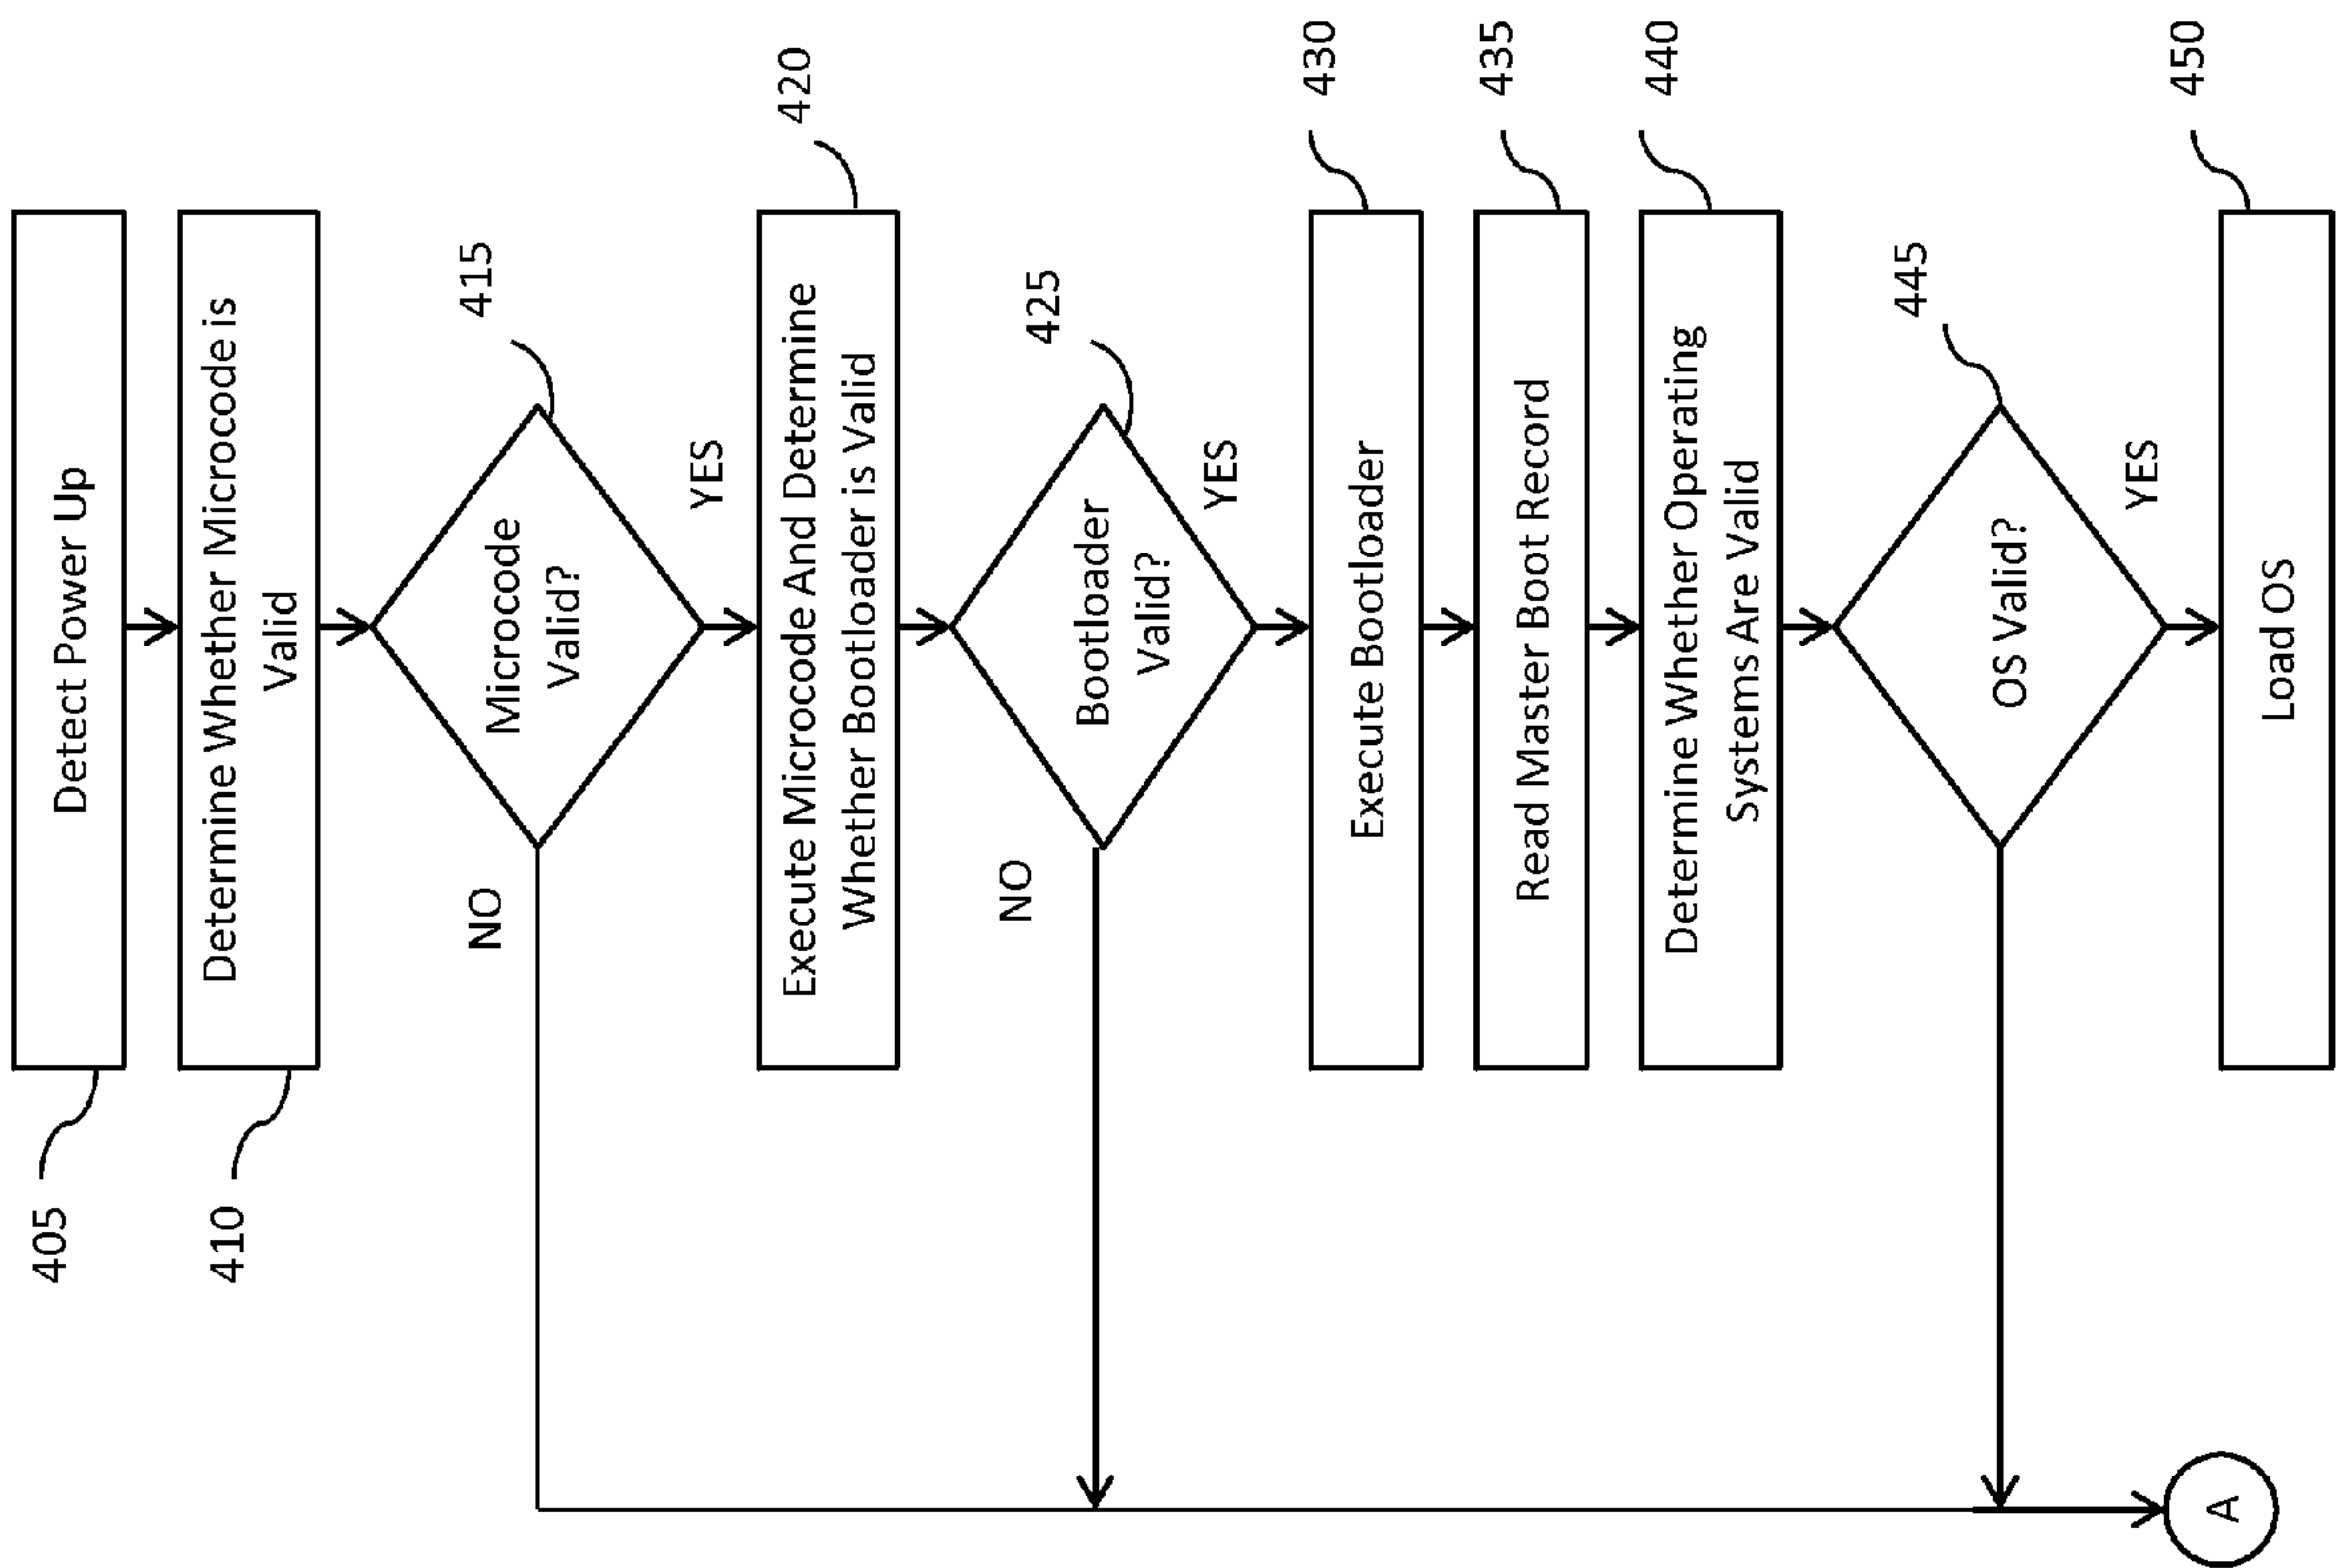 405
Detect Power Up
410
Determine Whether Microcode is
Valid
415
Microcode
Valid?
NO
YES
420
Execute Microcode And Determine
Whether Bootloader is Valid
425
Bootloader
Valid?
NO
YES
430
Execute Bootloader
435
Read Master Boot Record
440
Determine Whether Operating
Systems Are Valid
445
OS Valid?
YES
450
Load OS
A